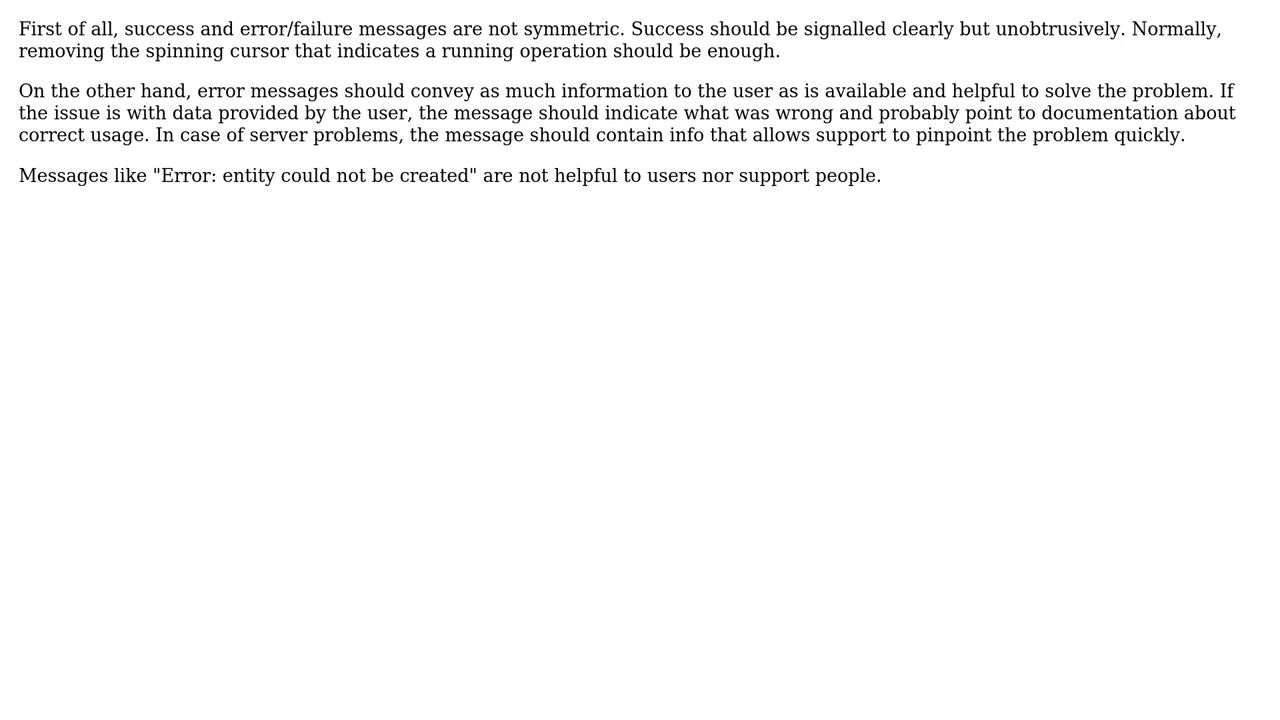 First of all, success and error/failure messages are not symmetric. Success should be signalled clearly but unobtrusively. Normally,
removing the spinning cursor that indicates a running operation should be enough.
On the other hand, error messages should convey as much information to the user as is available and helpful to solve the problem. If
the issue is with data provided by the user, the message should indicate what was wrong and probably point to documentation about
correct usage. In case of server problems, the message should contain info that allows support to pinpoint the problem quickly.
Messages like "Error: entity could not be created" are not helpful to users nor support people.